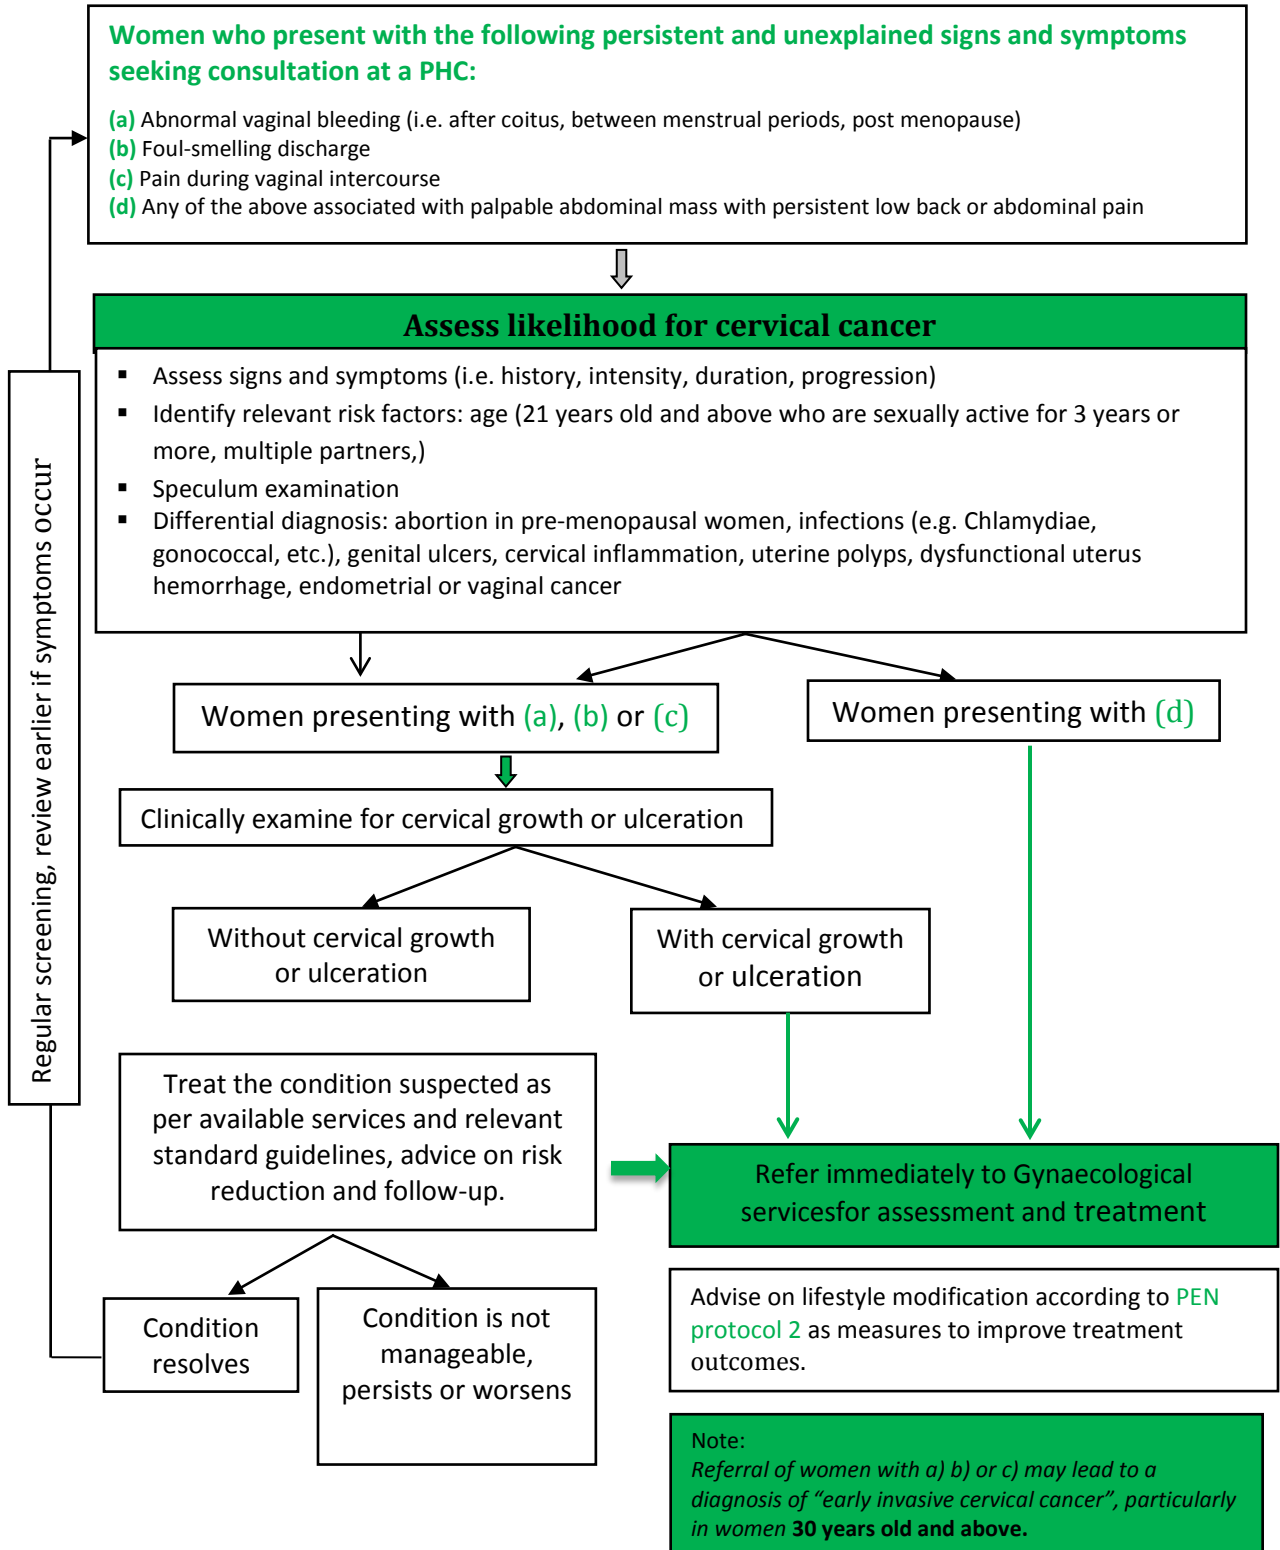 Women who present with the following persistent and unexplained signs and symptoms
seeking consultation at a PHC:
(a) Abnormal vaginal bleeding (i.e. after coitus, between menstrual periods, post menopause)
(b) Foul-smelling discharge
(c) Pain during vaginal intercourse
(d) Any of the above associated with palpable abdominal mass with persistent low back or abdominal pain
Assess likelihood for cervical cancer
▪ Assess signs and symptoms (i.e. history, intensity, duration, progression)
▪ Identify relevant risk factors: age (21 years old and above who are sexually active for 3 years or
more, multiple partners,)
▪ Speculum examination
▪ Differential diagnosis: abortion in pre-menopausal women, infections (e.g. Chlamydiae,
gonococcal, etc.), genital ulcers, cervical inflammation, uterine polyps, dysfunctional uterus
hemorrhage, endometrial or vaginal cancer
Regular screening, review earlier if symptoms occur
Women presenting with (a), (b) or (c)
Women presenting with (d)
Clinically examine for cervical growth or ulceration
Without cervical growth
or ulceration
With cervical growth
or ulceration
Treat the condition suspected as
per available services and relevant
standard guidelines, advice on risk
reduction and follow-up.
Refer immediately to Gynaecological
servicesfor assessment and treatment
Condition
resolves
Condition is not
manageable,
persists or worsens
Advise on lifestyle modification according to PEN
protocol 2 as measures to improve treatment
outcomes.
Note:
Referral of women with a) b) or c) may lead to a
diagnosis of “early invasive cervical cancer”, particularly
in women 30 years old and above.